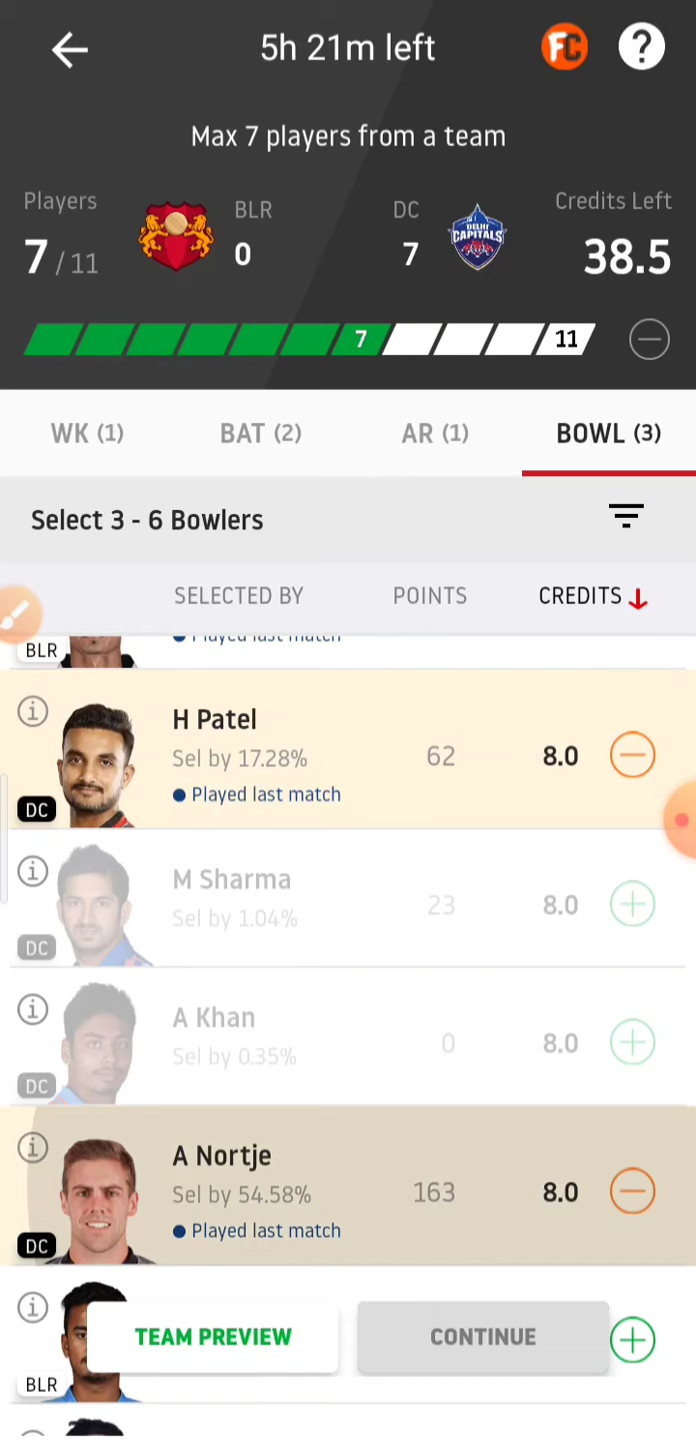 5h 21m left
FC
?
Max 7 players from a team
Players
BLR
DC
Credits Left
7 / 11
0
7
DELHI CAPITALS
38.5
7
11
WK (1)
BAT (2)
AR (1)
BOWL (3)
Select 3 - 6 Bowlers
SELECTED BY
POINTS
CREDITS
Played last match
BLR
i
H Patel
Sel by 17.28%
62
8.0
Played last match
DC
i
M Sharma
Sel by 1.04%
23
8.0
DC
i
A Khan
Sel by 0.35%
0
8.0
DC
i
A Nortje
Sel by 54.58%
163
8.0
Played last match
DC
i
TEAM PREVIEW
CONTINUE
BLR